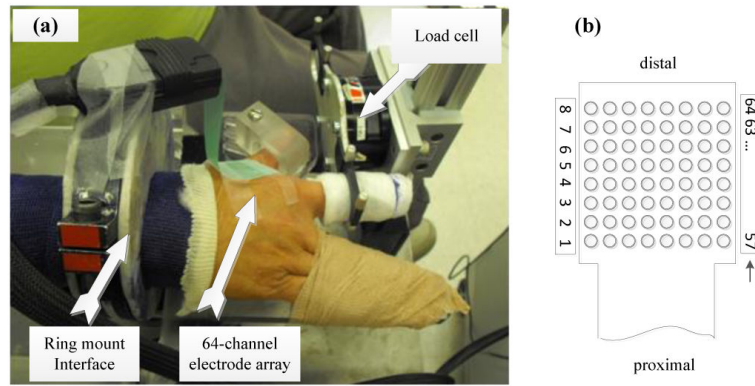 (a)
Load cell
Ring mount
Interface
64-channel
electrode array
(b)
distal
8
7
6
5
4
3
2
1
64
63
...
57
proximal